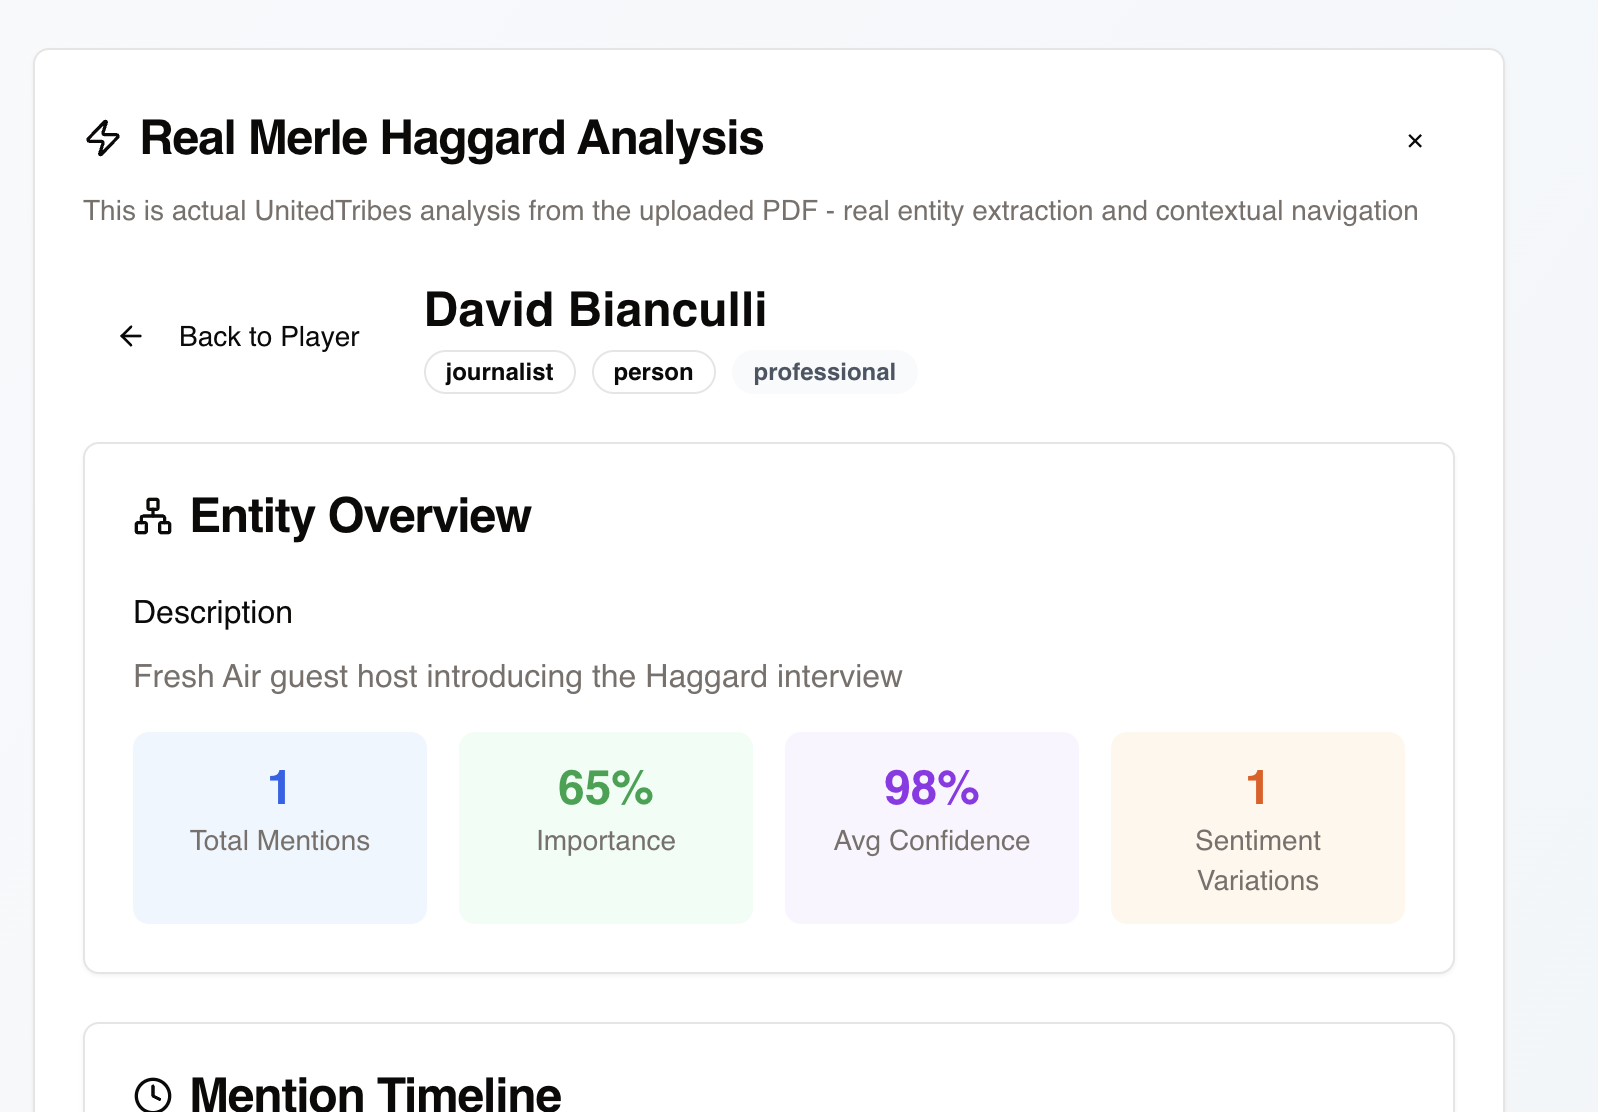 Real Merle Haggard Analysis
×
This is actual UnitedTribes analysis from the uploaded PDF - real entity extraction and contextual navigation
Back to Player
David Bianculli
journalist person professional
Entity Overview
Description
Fresh Air guest host introducing the Haggard interview
1 65% 98% 1
Total Mentions Importance Avg Confidence Sentiment
Variations
Mention Timeline